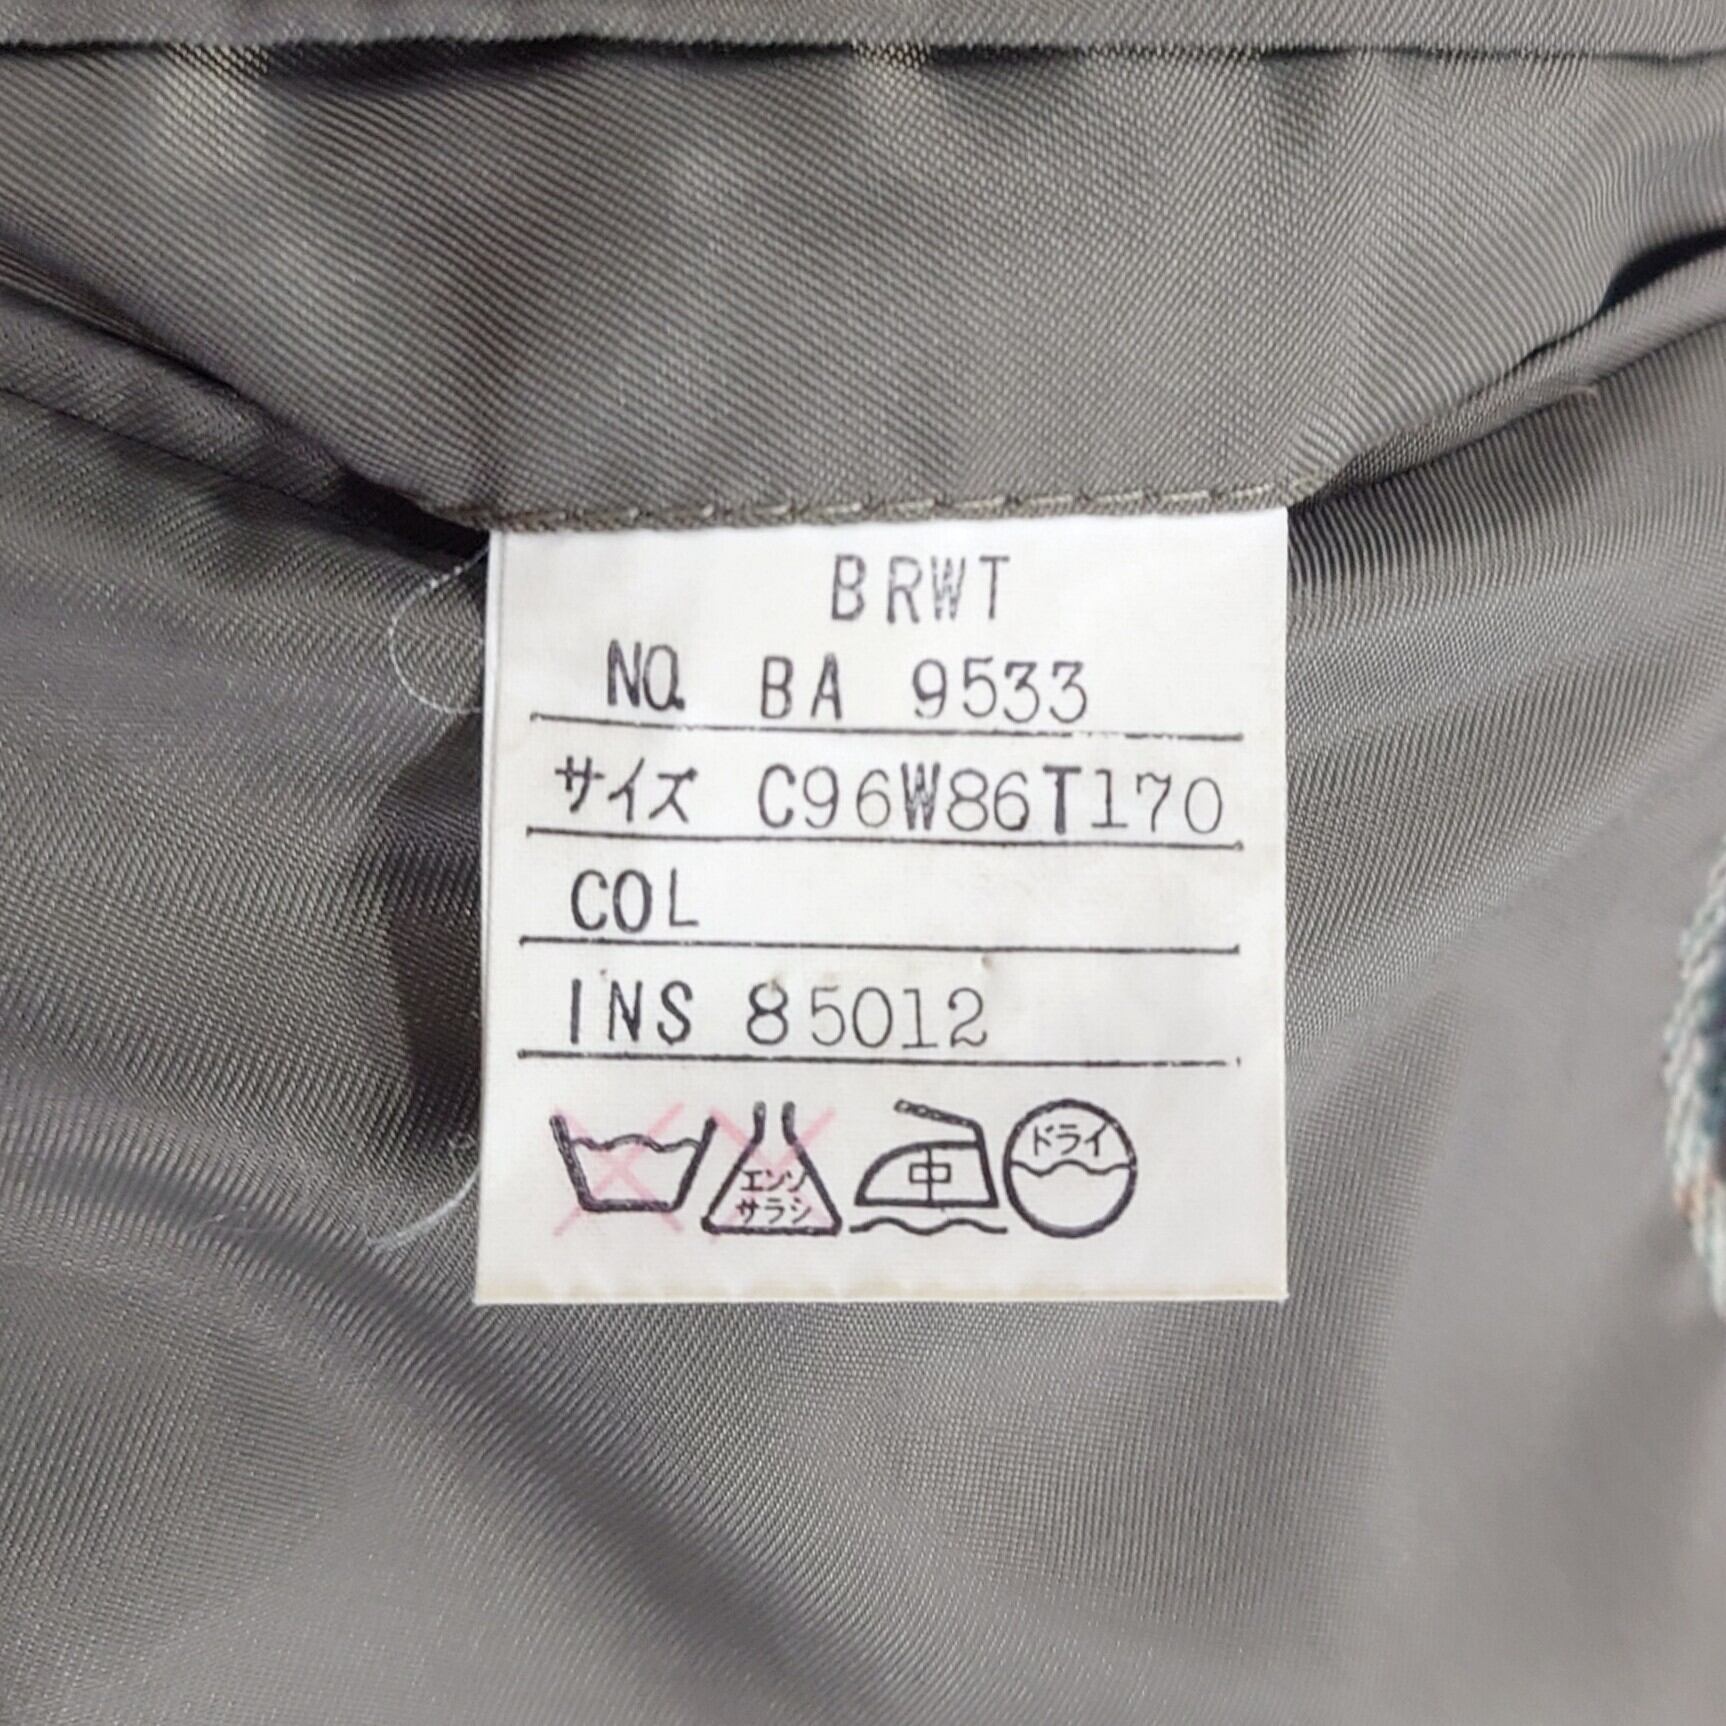 BRWT
NO. BA 9533
サイズ C96W86T170
COL
INS 85012
エンソ サラシ 中 ドライ